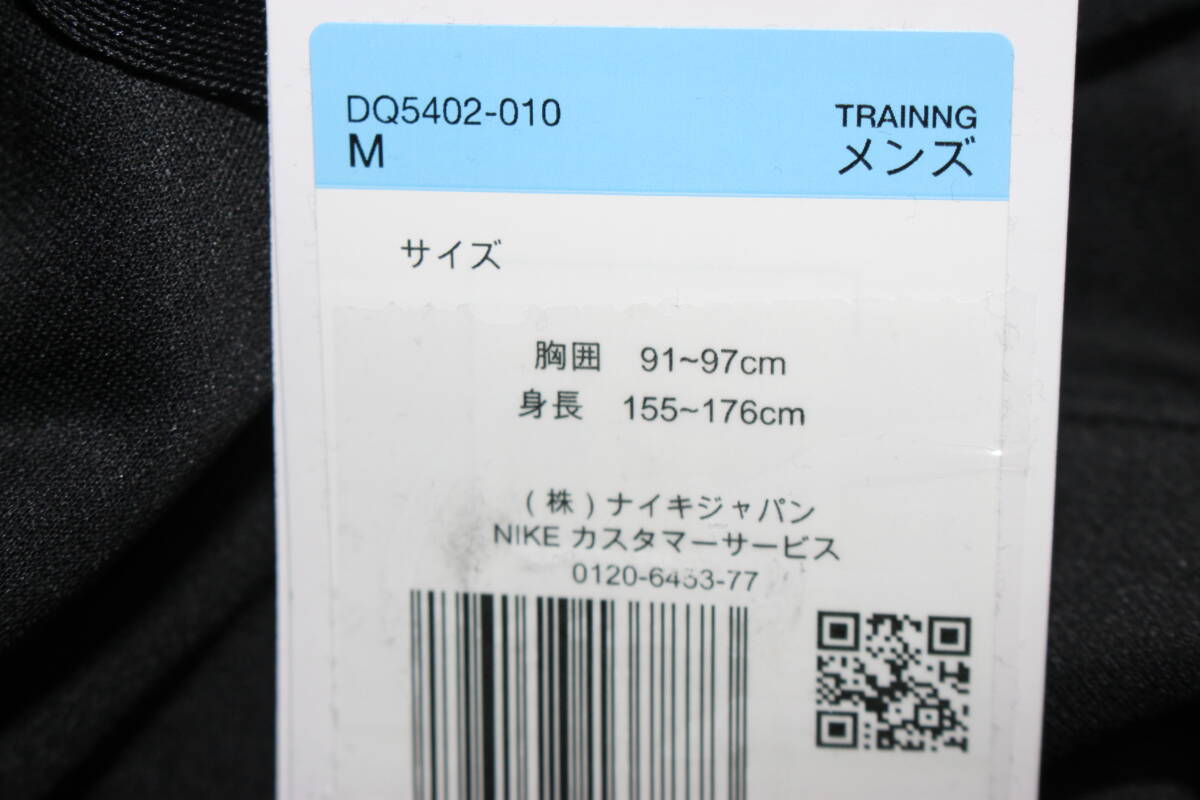 DQ5402-010
M
TRAINNG
メンズ
サイズ
胸囲 91~97cm
身長 155~176cm
(株)ナイキジャパン
NIKE カスタマーサービス
0120-6453-77